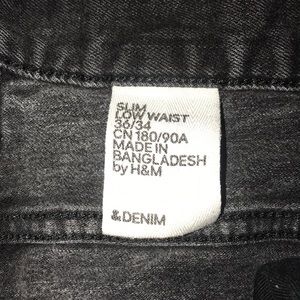 SLIM
LOW WAIST
36/34
CN 180/90A
MADE IN
BANGLADESH
by H&M
&DENIM